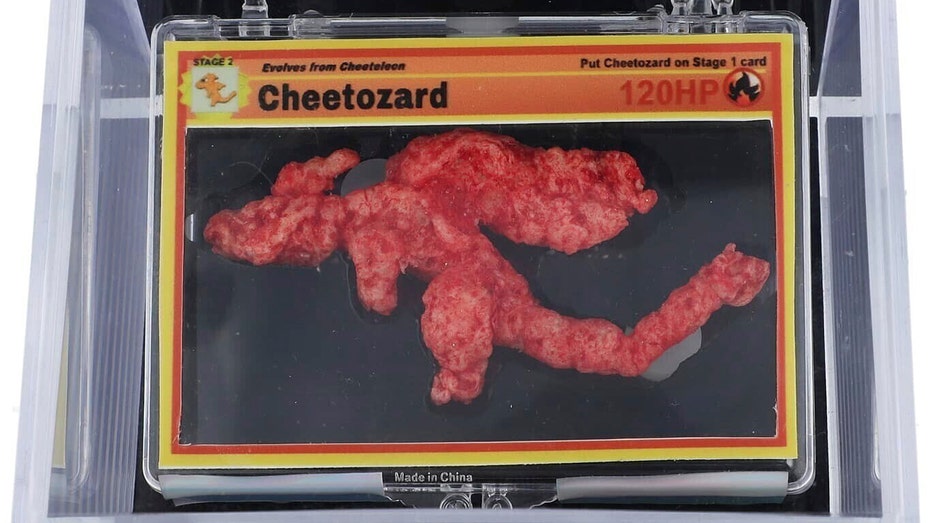 STAGE 2
Evolves from Cheeteleon
Put Cheetozard on Stage 1 card
Cheetozard
120HP
Made in China